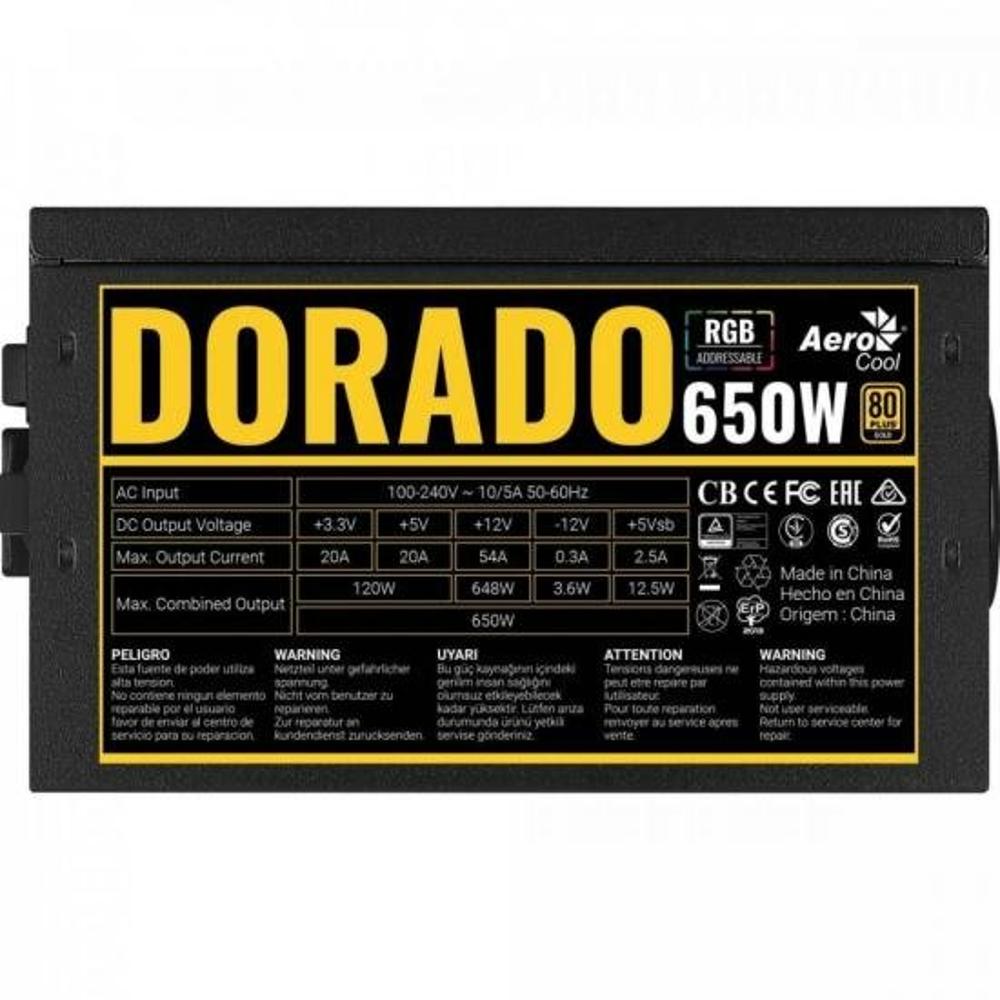 DORADO
RGB
ADDRESSABLE
650W
Aero
Cool
80
PLUS
GOLD
AC Input 100-240V ~ 10/5A 50-60Hz
DC Output Voltage +3.3V +5V +12V -12V +5Vsb
Max. Output Current 20A 20A 54A 0.3A 2.5A
Max. Combined Output 120W 648W 3.6W 12.5W
650W
CB CE FC EAC
RoHS
ErP
2013
Made in China
Hecho en China
Origem : China
PELIGRO
Esta fuente de poder utiliza
alta tension.
No contiene ningun elemento
reparable por el usuario
favor de enviar al centro de
servicio para su reparacion.
WARNING
Netzteil unter gefahrlicher
spannung.
Nicht vom benutzer zu
reparieren.
Zur reparatur an
kundendienst zurucksenden.
UYARI
Bu güç kaynağının içindeki
gerilim insan sağlığını
olumsuz etkileyebilecek
kadar yüksektir. Lütfen arıza
durumunda ürünü yetkili
servise gönderiniz.
ATTENTION
Tensions dangereuses ne
peut etre repare par
l'utilisateur.
Pour toute reparation
renvoyer au service apres
vente.
WARNING
Hazardous voltages
contained within this power
supply.
Not user serviceable.
Return to service center for
repair.